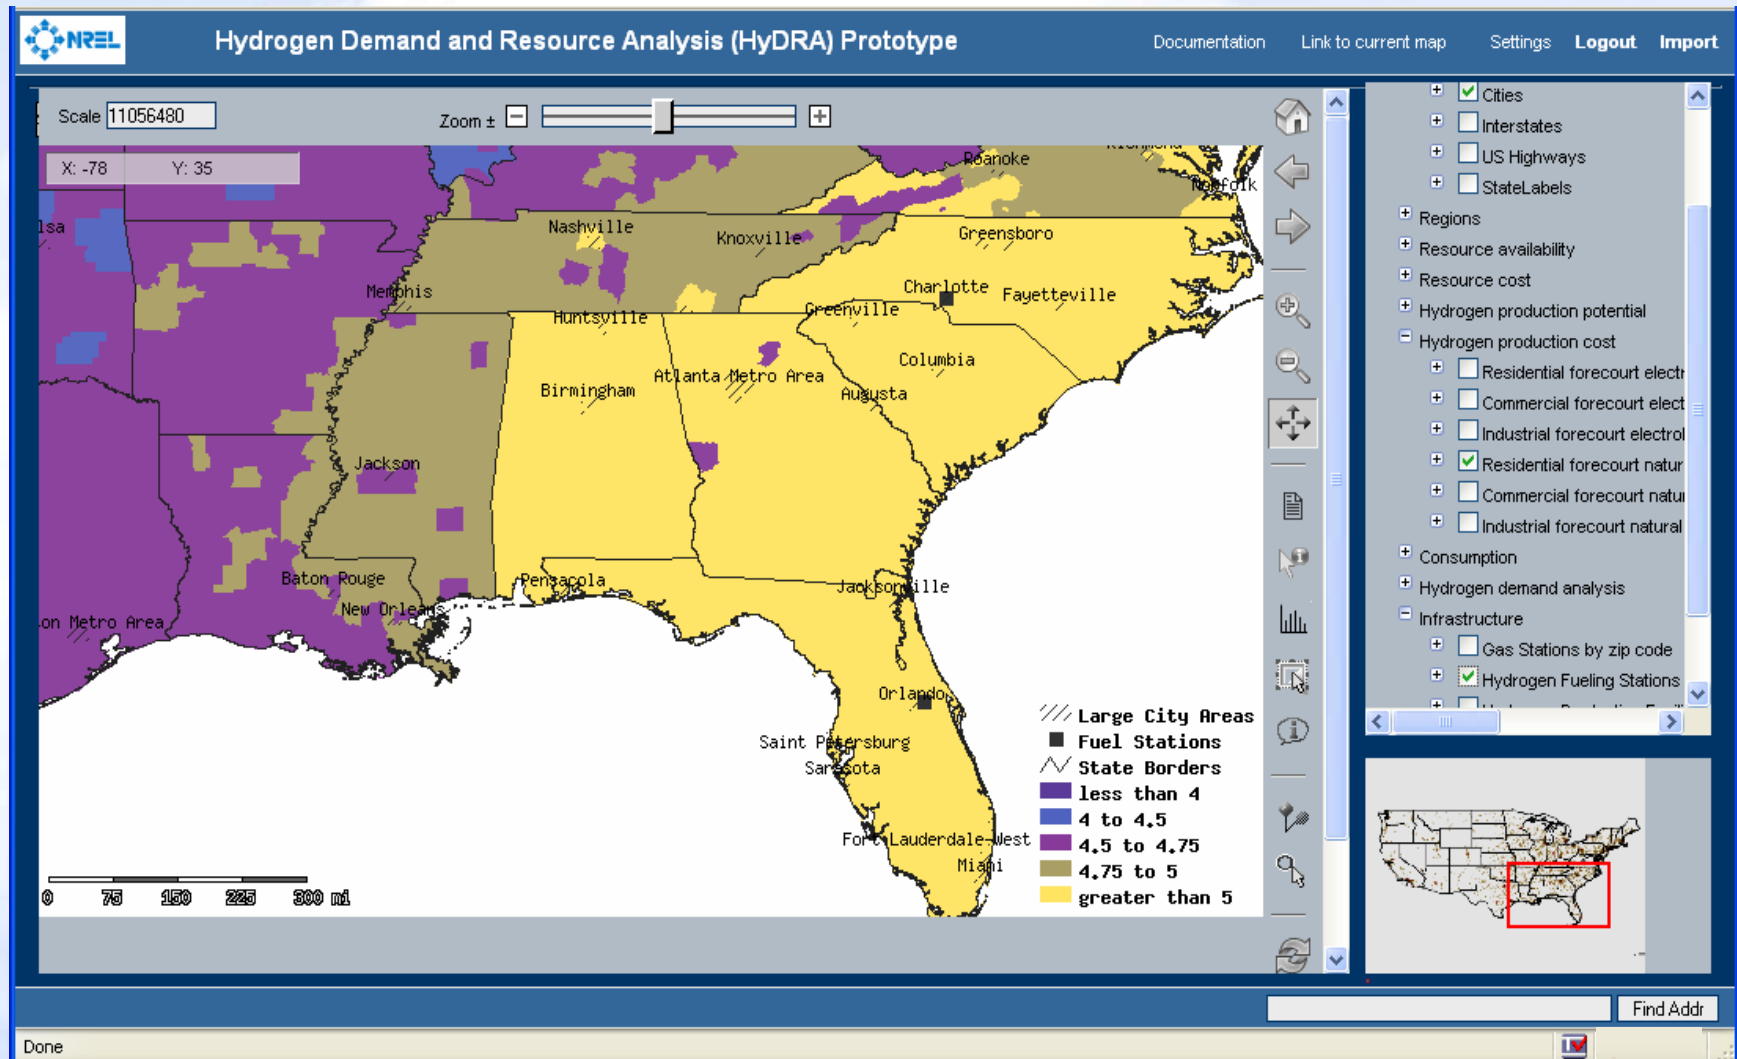 NREL
Hydrogen Demand and Resource Analysis (HyDRA) Prototype
Documentation
Link to current map
Settings
Logout
Import
Scale 11056480
Zoom ±
X: -78 Y: 35
Roanoke
Norfolk
lsa
Nashville
Knoxville
Greensboro
Memphis
Charlotte
Fayetteville
Huntsville
Greenville
Columbia
Birmingham
Atlanta Metro Area
Augusta
Jackson
Baton Rouge
Pensacola
Jacksonville
New Orleans
on Metro Area
Orlando
Saint Petersburg
Sarasota
Fort Lauderdale-West
Miami
Large City Areas
Fuel Stations
State Borders
less than 4
4 to 4.5
4.5 to 4.75
4.75 to 5
greater than 5
0 75 150 225 300 mi
Cities
Interstates
US Highways
StateLabels
Regions
Resource availability
Resource cost
Hydrogen production potential
Hydrogen production cost
Residential forecourt electr
Commercial forecourt elect
Industrial forecourt electrol
Residential forecourt natur
Commercial forecourt natu
Industrial forecourt natural
Consumption
Hydrogen demand analysis
Infrastructure
Gas Stations by zip code
Hydrogen Fueling Stations
Find Addr
Done